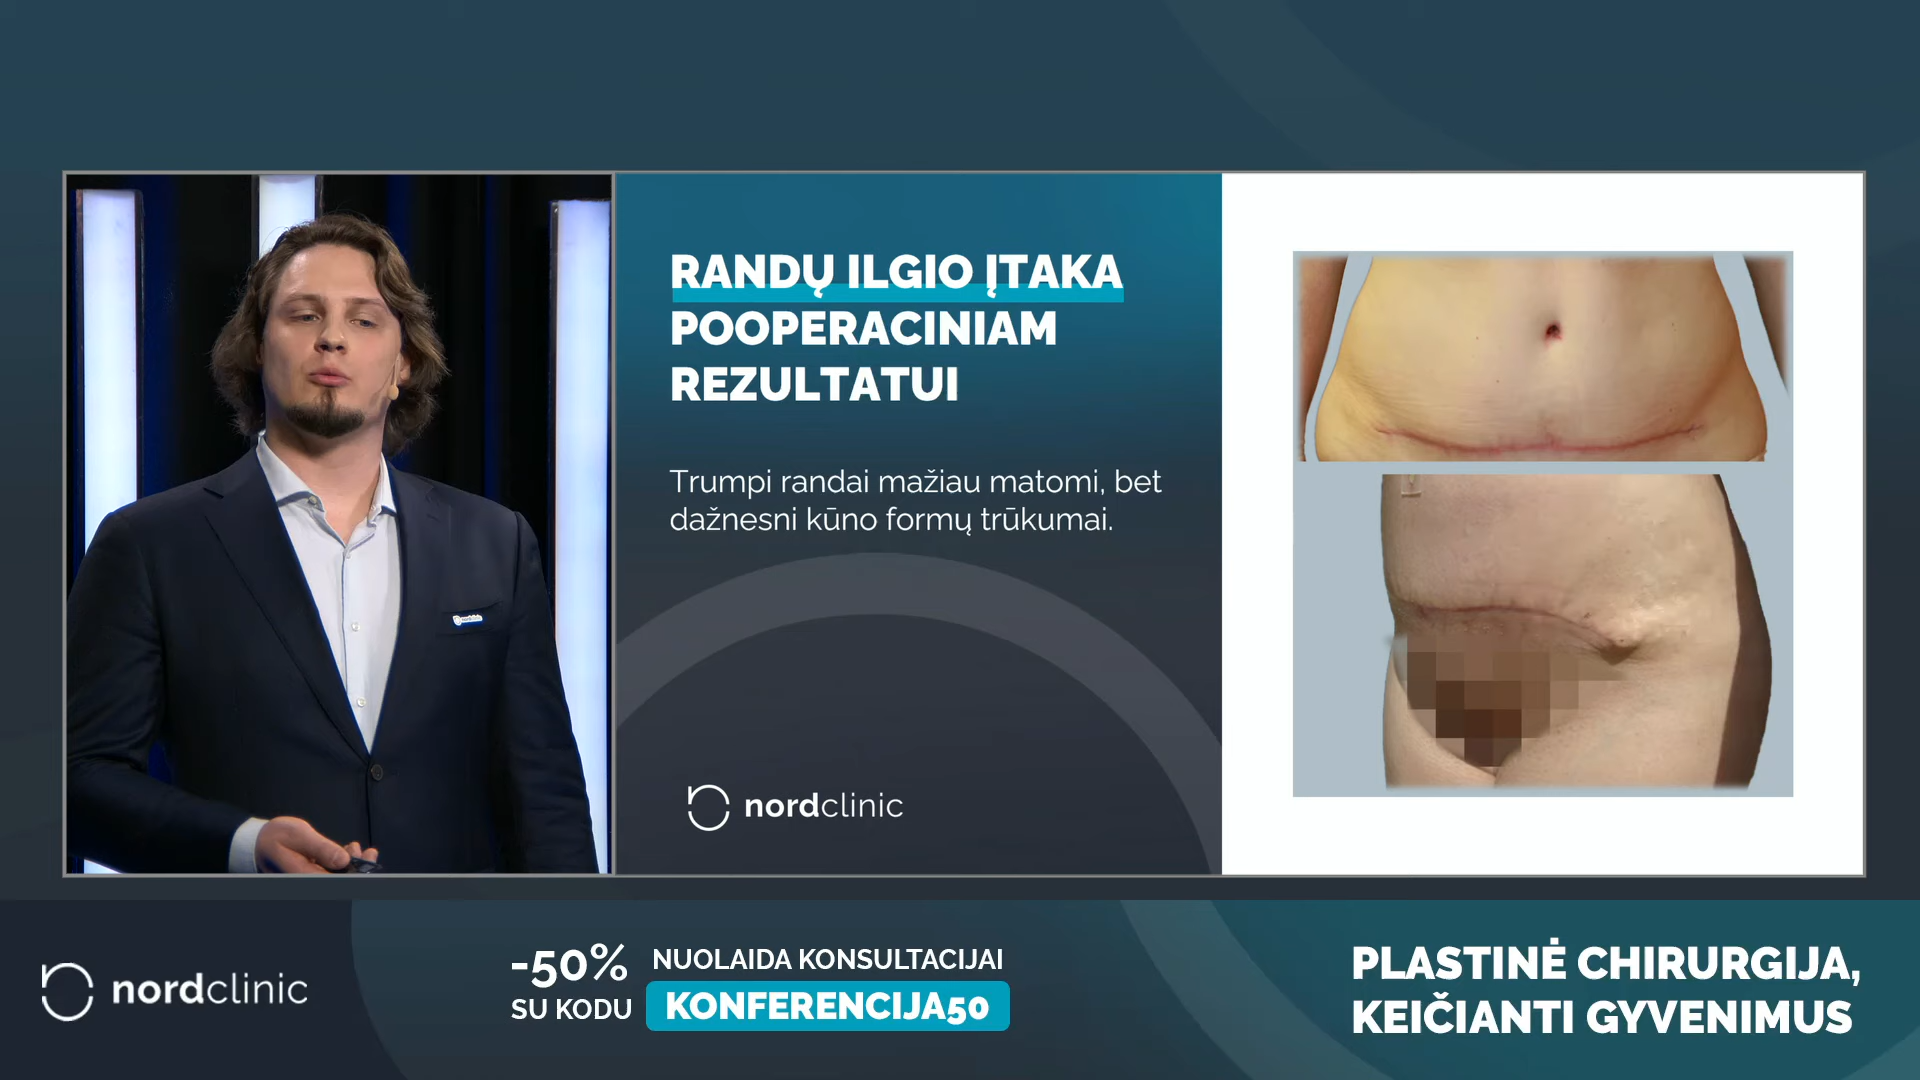 RANDŲ ILGIO ĮTAKA
POOPERACINIAM
REZULTATUI
Trumpi randai mažiau matomi, bet
dažnesni kūno formų trūkumai.
nordclinic
nordclinic
-50% NUOLAIDA KONSULTACIJAI
SU KODU KONFERENCIJA50
PLASTINĖ CHIRURGIJA,
KEIČIANTI GYVENIMUS